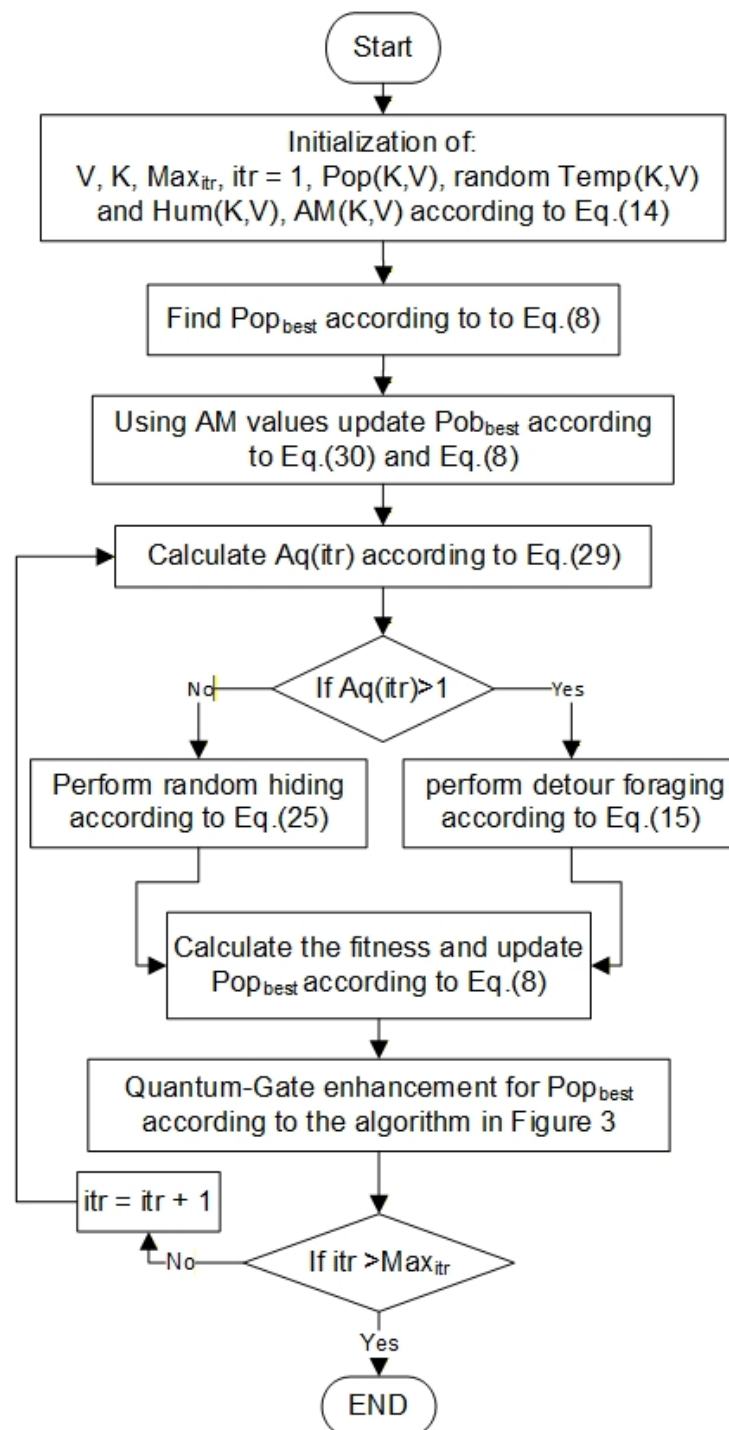 Start
Initialization of:
V, K, Maxitr, itr = 1, Pop(K,V), random Temp(K,V)
and Hum(K,V), AM(K,V) according to Eq.(14)
Find Popbest according to to Eq.(8)
Using AM values update Pobbest according
to Eq.(30) and Eq.(8)
Calculate Aq(itr) according to Eq.(29)
If Aq(itr)>1
No
Yes
Perform random hiding
according to Eq.(25)
perform detour foraging
according to Eq.(15)
Calculate the fitness and update
Popbest according to Eq.(8)
Quantum-Gate enhancement for Popbest
according to the algorithm in Figure 3
itr = itr + 1
No
If itr >Maxitr
Yes
END